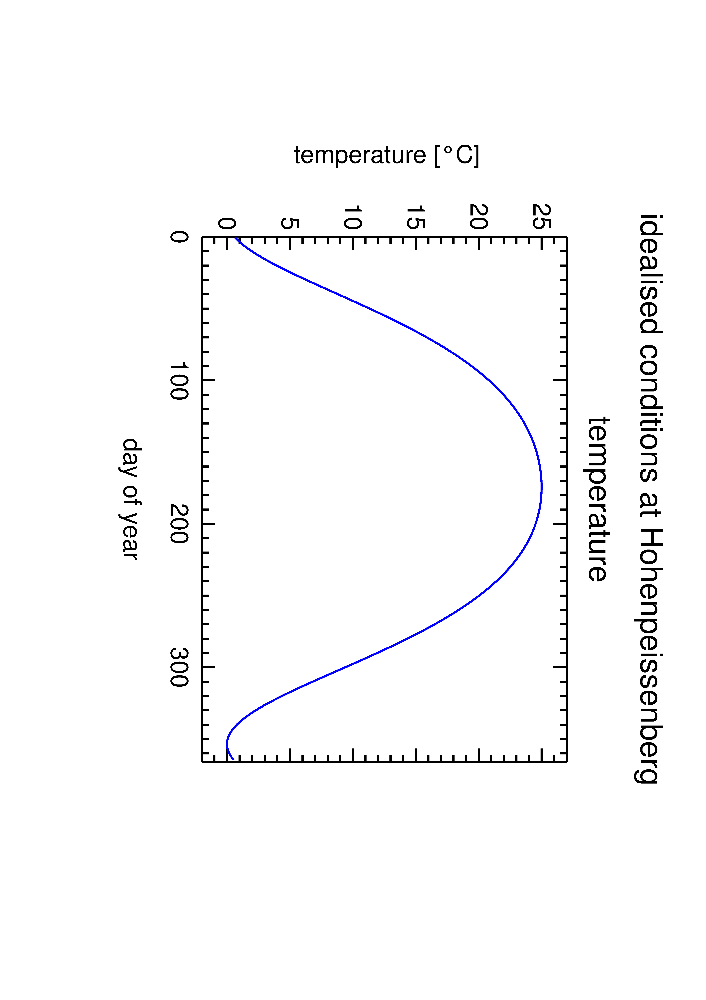 idealised conditions at Hohenpeissenberg
temperature
temperature [°C]
25
20
15
10
5
0
0 100 200 300
day of year